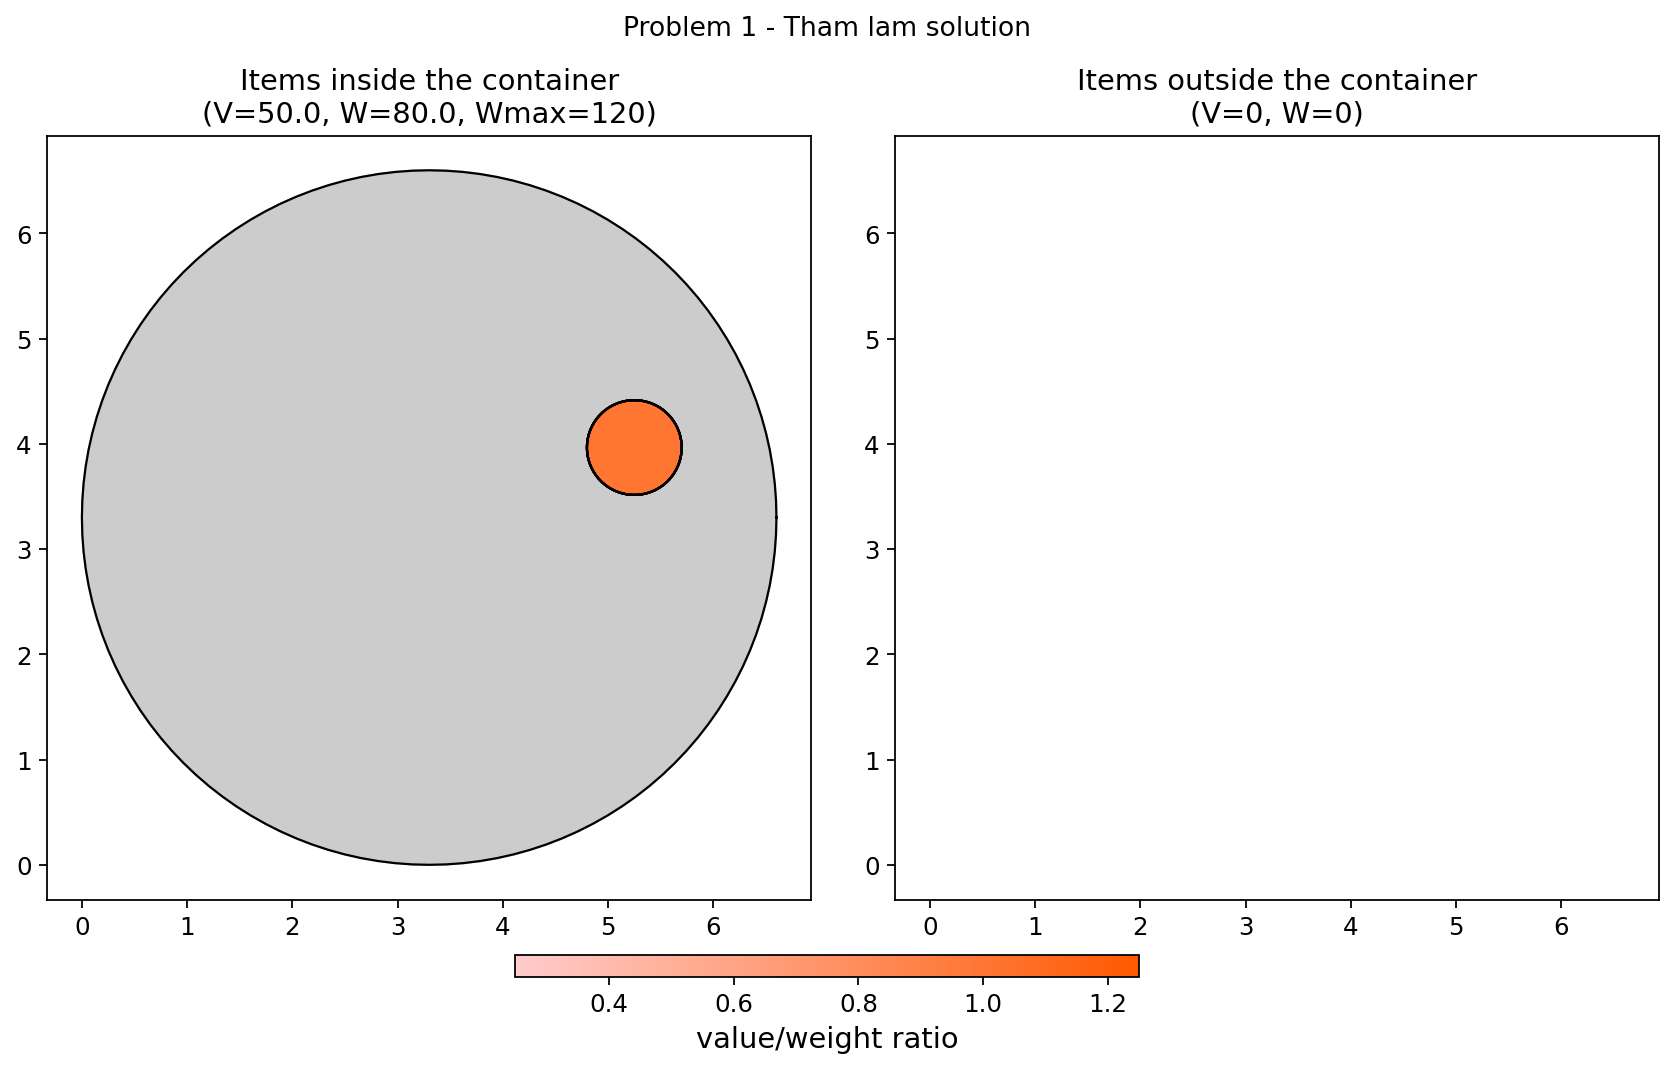 Problem 1 - Tham lam solution
Items inside the container
(V=50.0, W=80.0, Wmax=120)
Items outside the container
(V=0, W=0)
6
5
4
3
2
1
0
0 1 2 3 4 5 6
6
5
4
3
2
1
0
0 1 2 3 4 5 6
0.4 0.6 0.8 1.0 1.2
value/weight ratio